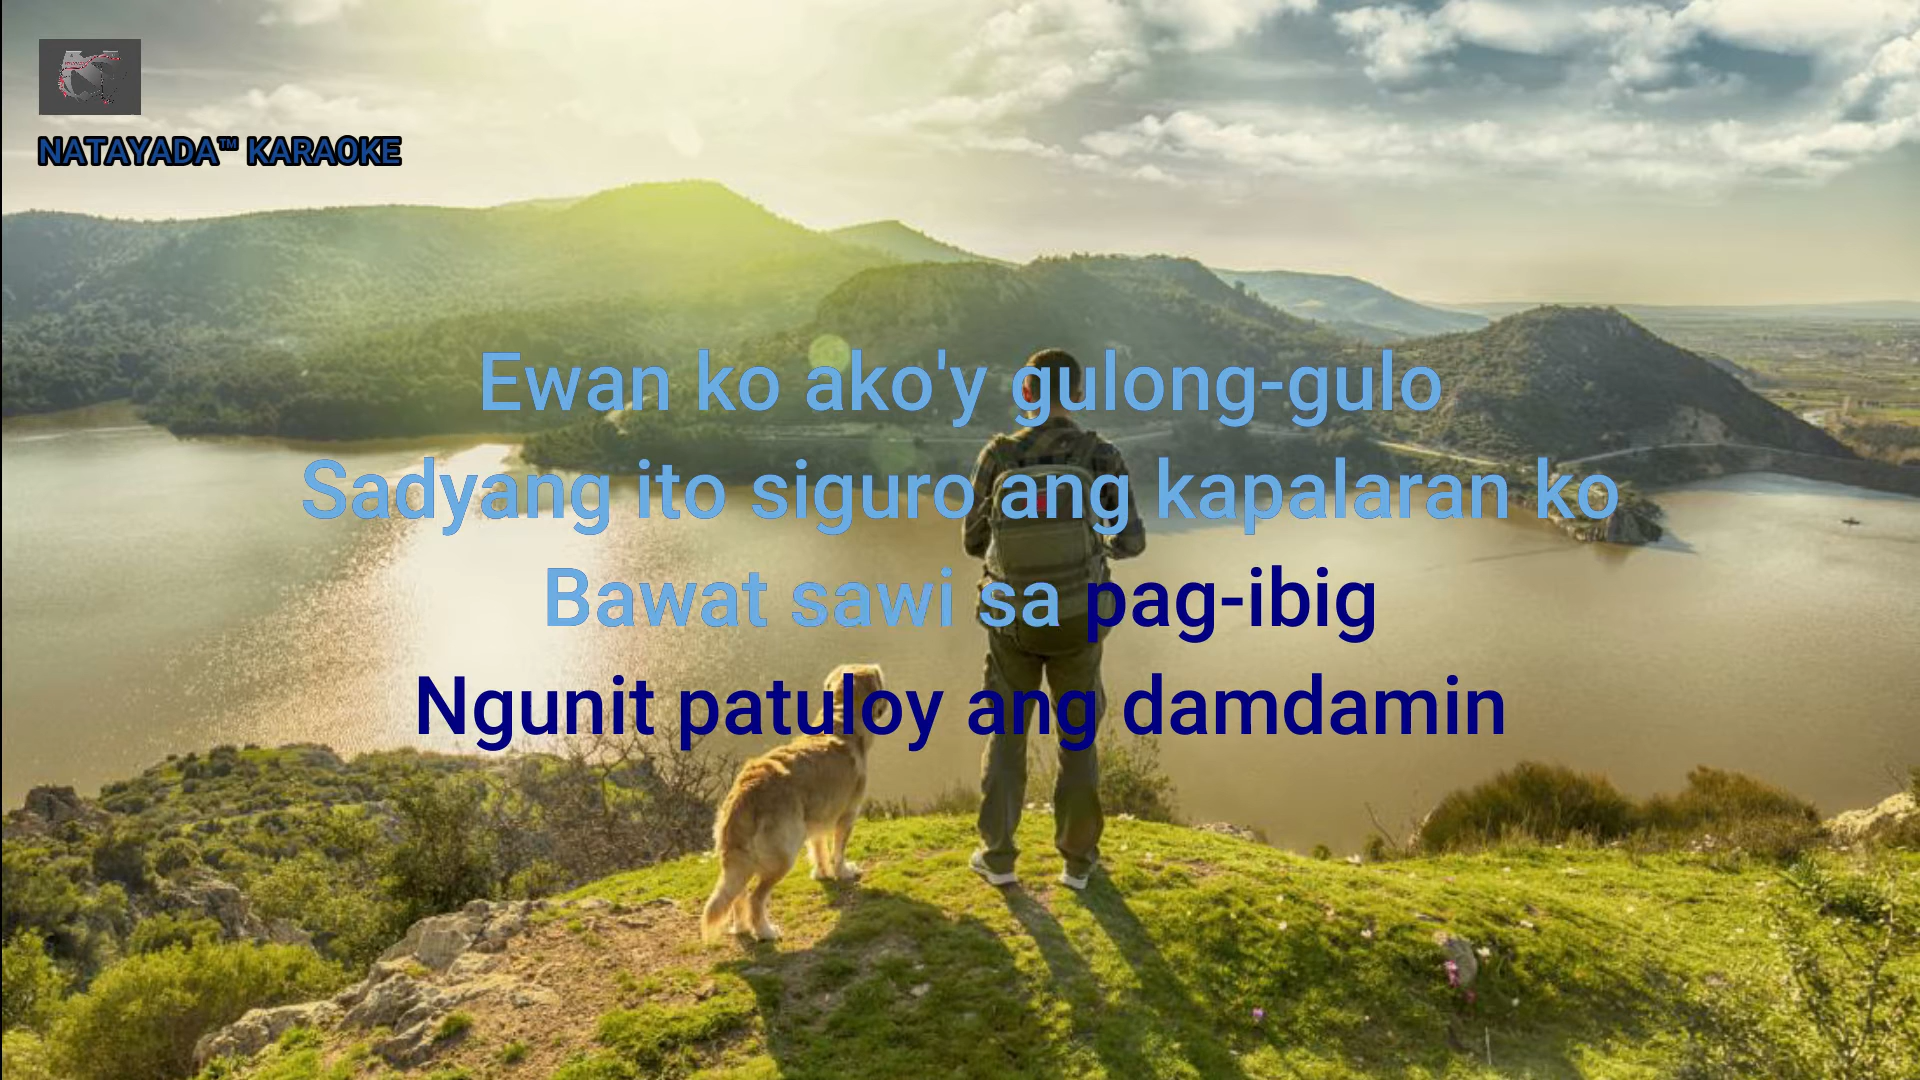 NATAYADA™ KARAOKE
Ewan ko ako'y gulong-gulo
Sadyang ito siguro ang kapalaran ko
Bawat sawi sa pag-ibig
Ngunit patuloy ang damdamin